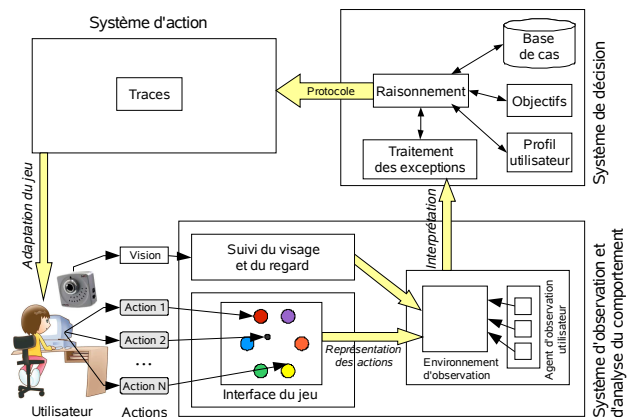 Système d'action
Traces
Protocole
Raisonnement
Base
de cas
Objectifs
Profil
utilisateur
Traitement
des exceptions
Système de décision
Adaptation du jeu
Interprétation
Vision
Suivi du visage
et du regard
Action 1
Action 2
...
Action N
Interface du jeu
Représentation
des actions
Environnement
d'observation
Agent d'observation
utilisateur
Système d'observation et
d'analyse du comportement
Utilisateur
Actions